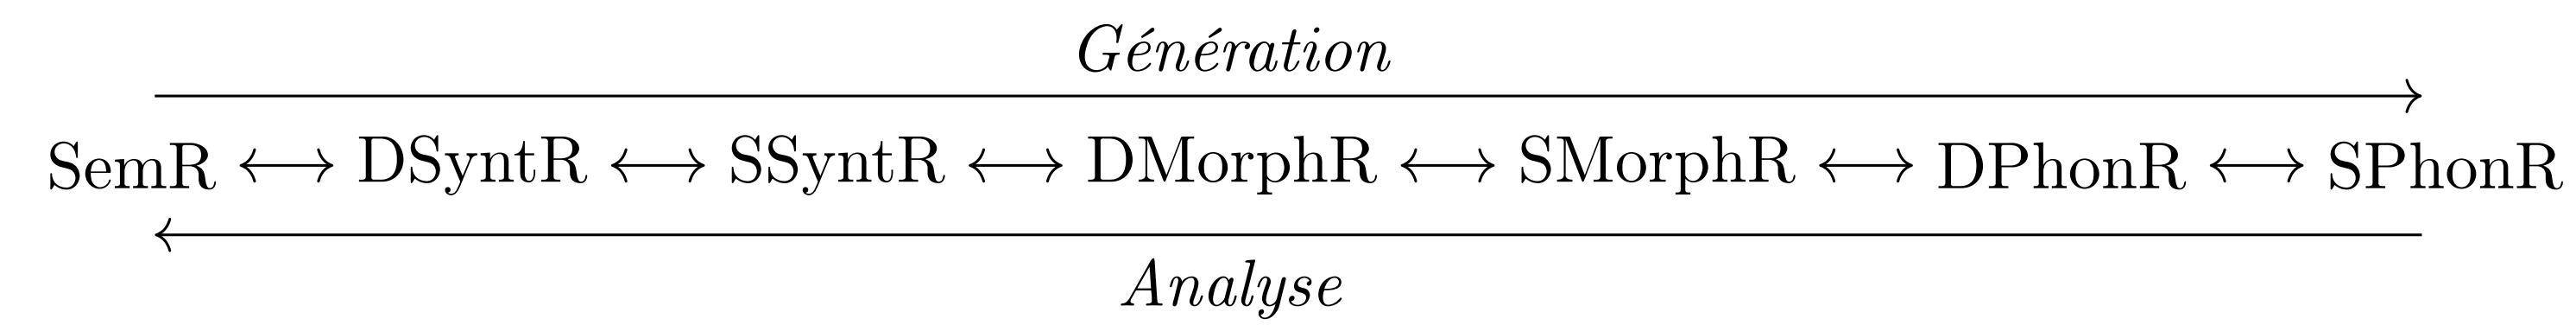 Génération
SemR ⟷ DSyntR ⟷ SSyntR ⟷ DMorphR ⟷ SMorphR ⟷ DPhonR ⟷ SPhonR
Analyse